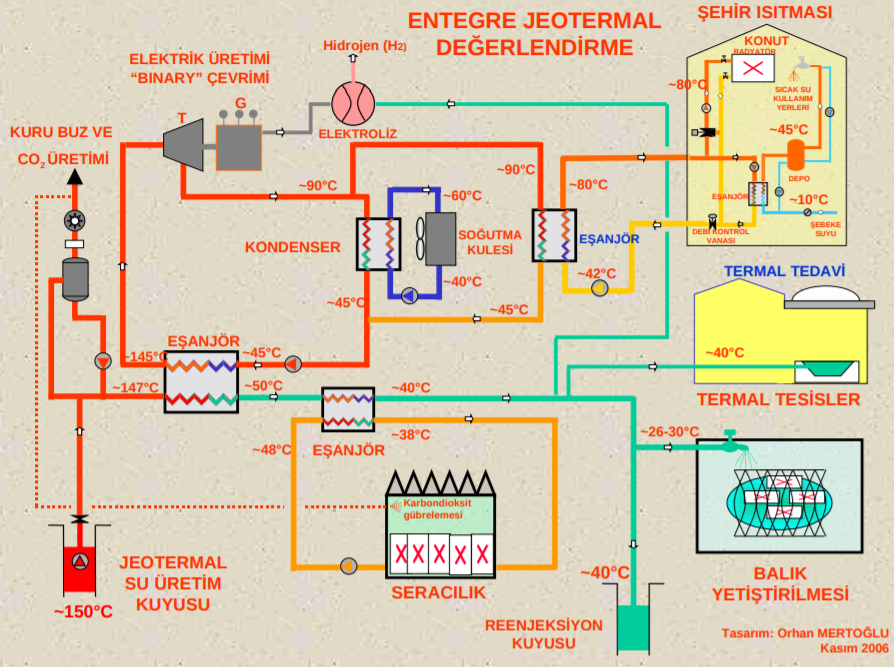 ENTEGRE JEOTERMAL
DEĞERLENDİRME
ŞEHİR ISITMASI
KONUT
RADYATÖR
~80°C
SICAK SU
KULLANIM
YERLERİ
~45°C
DEPO
EŞANJÖR
~10°C
DEBİ KONTROL
VANASI
ŞEBEKE
SUYU
ELEKTRİK ÜRETİMİ
“BINARY” ÇEVRİMİ
Hidrojen (H2)
T
G
ELEKTROLİZ
KURU BUZ VE
CO2 ÜRETİMİ
~90°C
~90°C
~80°C
~60°C
KONDENSER
SOĞUTMA
KULESİ
EŞANJÖR
~40°C
~42°C
~45°C
~45°C
TERMAL TEDAVİ
~40°C
TERMAL TESİSLER
EŞANJÖR
~145°C
~45°C
~147°C
~50°C
~40°C
~38°C
~48°C
EŞANJÖR
~26-30°C
Karbondioksit
gübrelemesi
SERACILIK
JEOTERMAL
SU ÜRETİM
KUYUSU
~150°C
~40°C
REENJEKSİYON
KUYUSU
BALIK
YETİŞTİRİLMESİ
Tasarım: Orhan MERTOĞLU
Kasım 2006